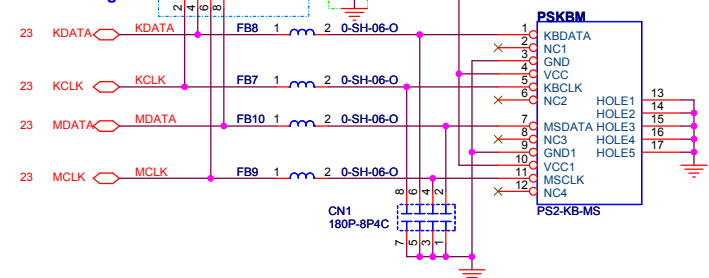 2
4
6
8
PSKBM
23 KDATA KDATA FB8 1 2 0-SH-06-O 1 KBDATA
2 NC1
3 GND
4 VCC
23 KCLK KCLK FB7 1 2 0-SH-06-O 5 KBCLK
6 NC2 HOLE1 13
HOLE2 14
23 MDATA MDATA FB10 1 2 0-SH-06-O 7 MSDATA HOLE3 15
8 NC3 HOLE4 16
9 GND1 HOLE5 17
10 VCC1
23 MCLK MCLK FB9 1 2 0-SH-06-O 11 MSCLK
12 NC4
8 6 4 2
CN1
180P-8P4C
PS2-KB-MS
7 5 3 1